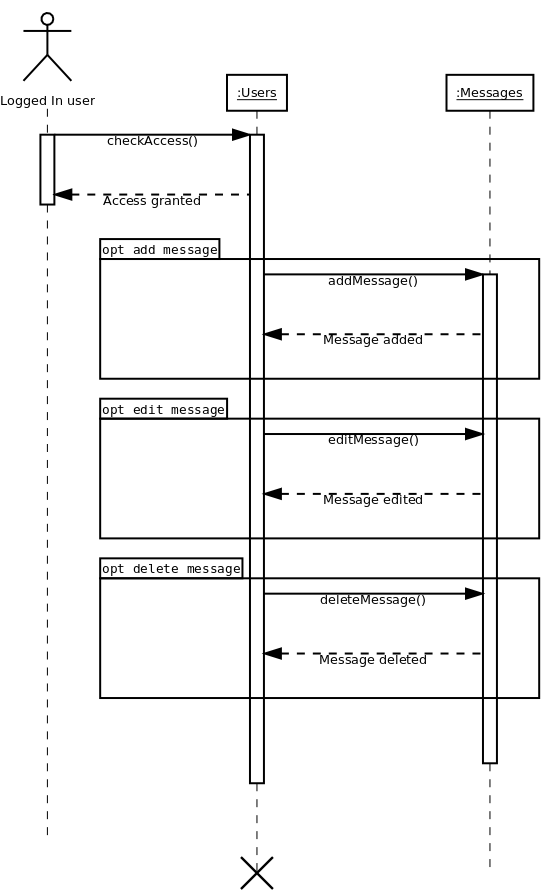 Logged In user
:Users
:Messages
checkAccess()
Access granted
opt add message
addMessage()
Message added
opt edit message
editMessage()
Message edited
opt delete message
deleteMessage()
Message deleted